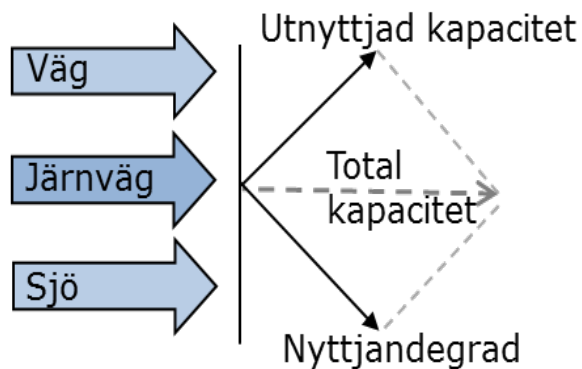 Utnyttjad kapacitet
Väg
Järnväg
Total
kapacitet
Sjö
Nyttjandegrad